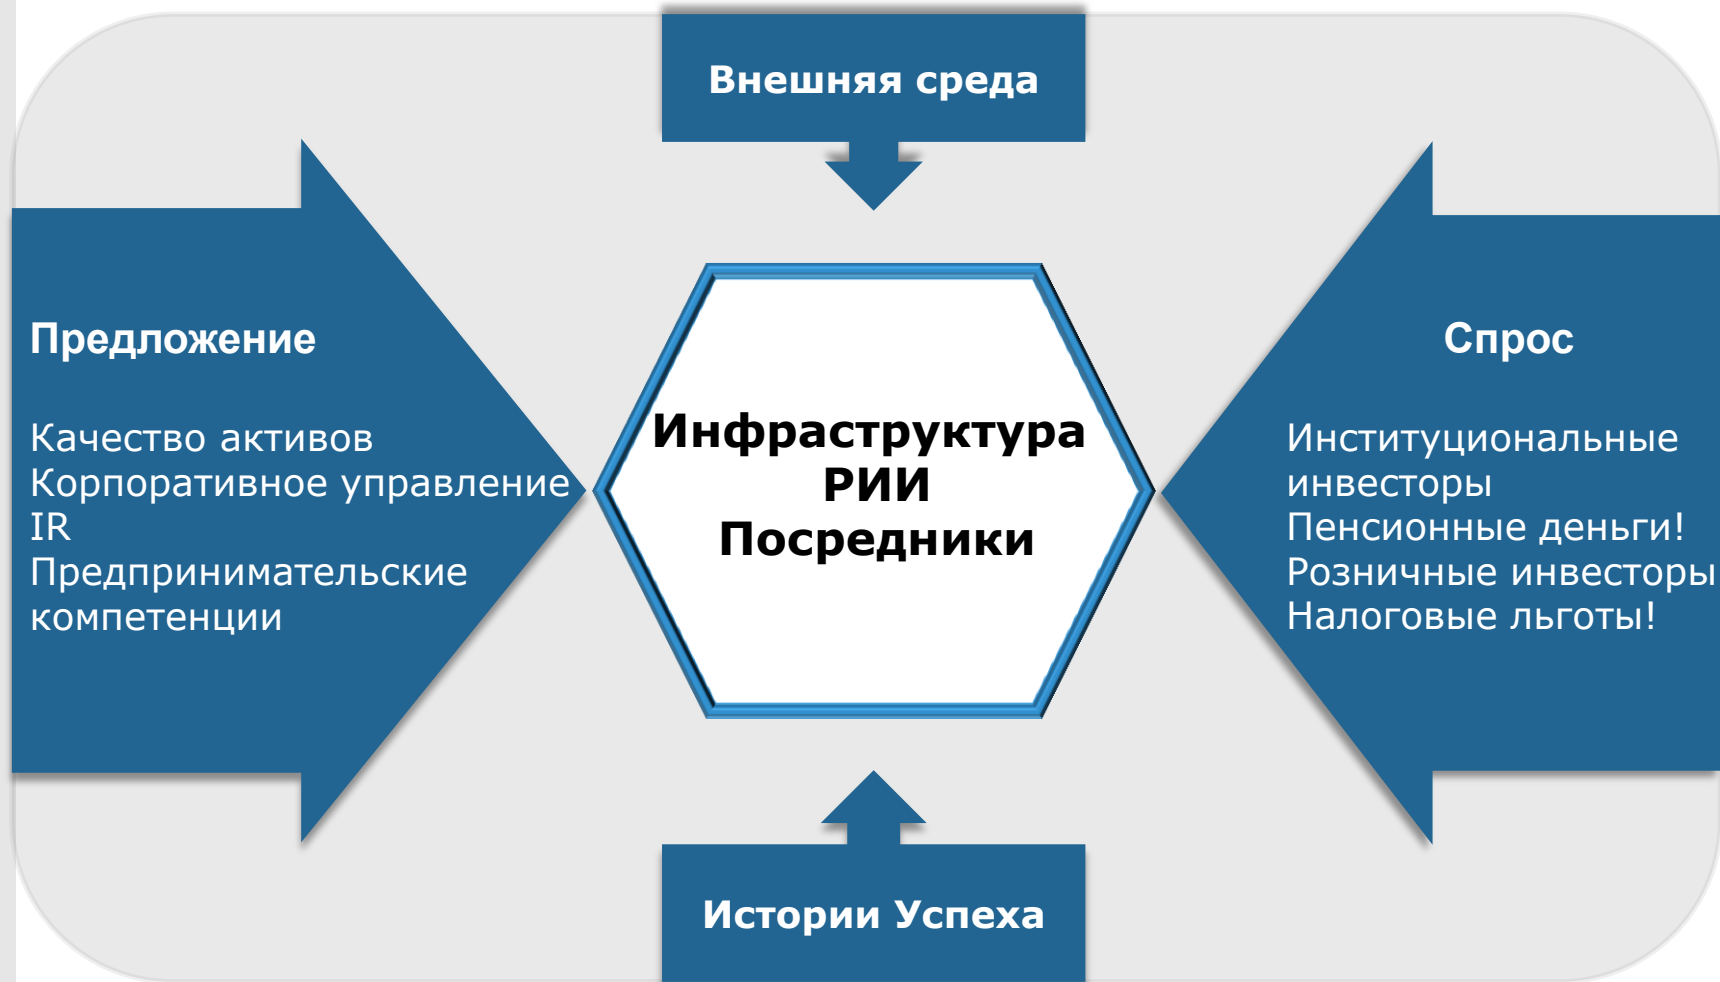 Внешняя среда
Предложение
Качество активов
Корпоративное управление
IR
Предпринимательские
компетенции
Инфраструктура
РИИ
Посредники
Спрос
Институциональные
инвесторы
Пенсионные деньги!
Розничные инвесторы
Налоговые льготы!
Истории Успеха